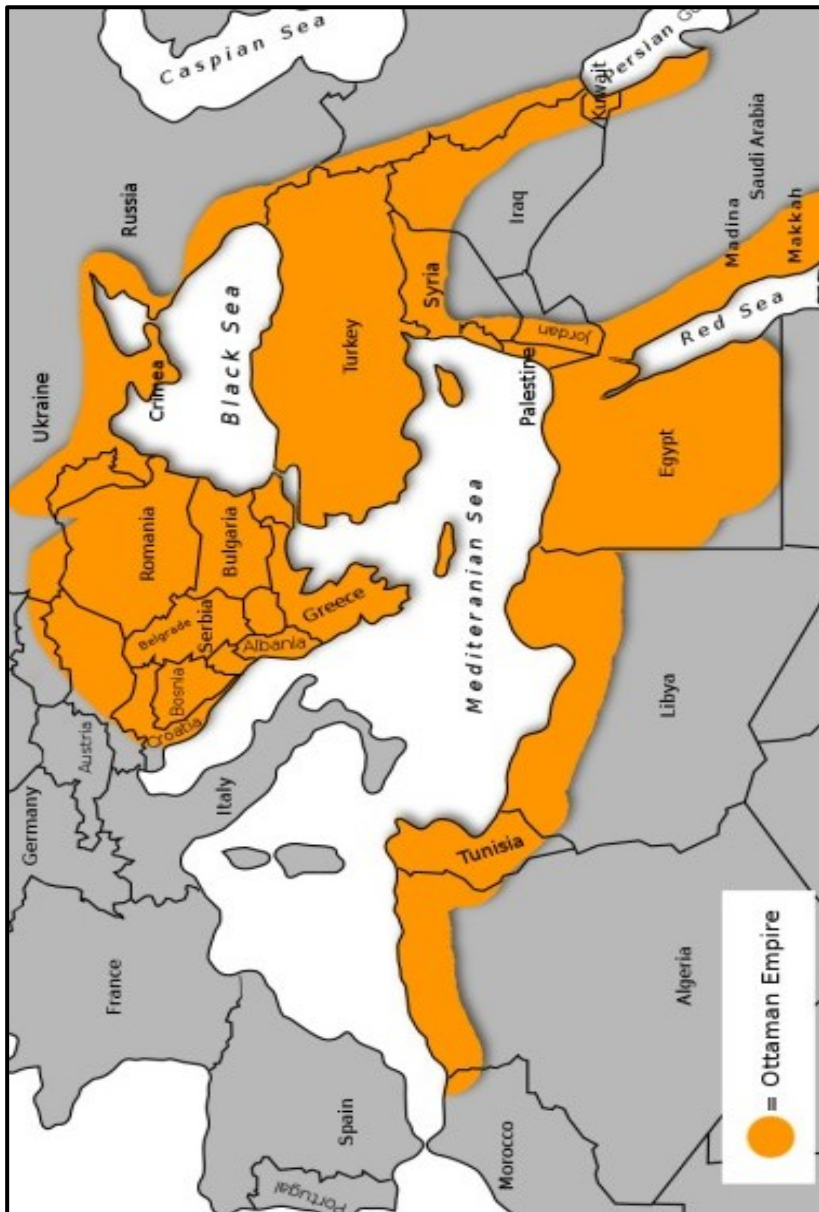 Caspian Sea
Persian G
Kuwait
Russia
Ukraine
Crimea
Black Sea
Turkey
Syria
Iraq
Saudi Arabia
Madina
Makkah
Red Sea
Jordan
Palestine
Egypt
Romania
Bulgaria
Belgrade
Serbia
Bosnia
Albania
Greece
Croatia
Austria
Germany
Italy
Mediteranian Sea
Libya
Tunisia
France
Algeria
Spain
Portugal
Morocco
= Ottaman Empire